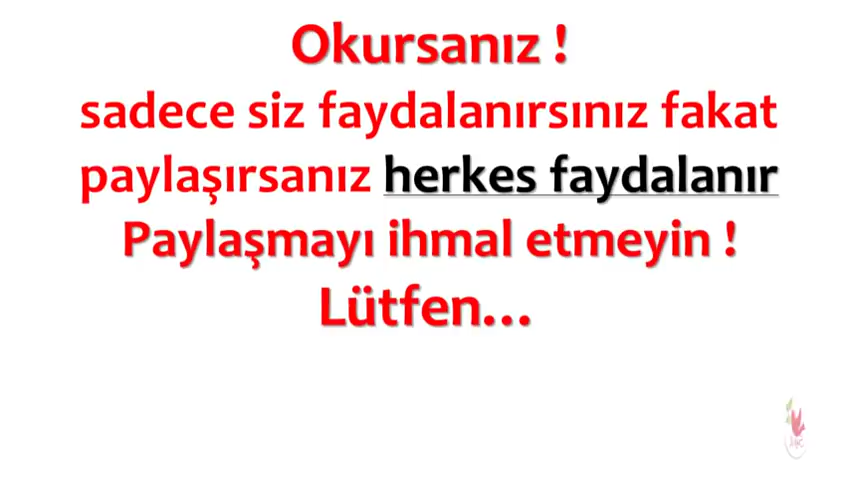 Okursanız !
sadece siz faydalanırsınız fakat
paylaşırsanız herkes faydalanır
Paylaşmayı ihmal etmeyin !
Lütfen...